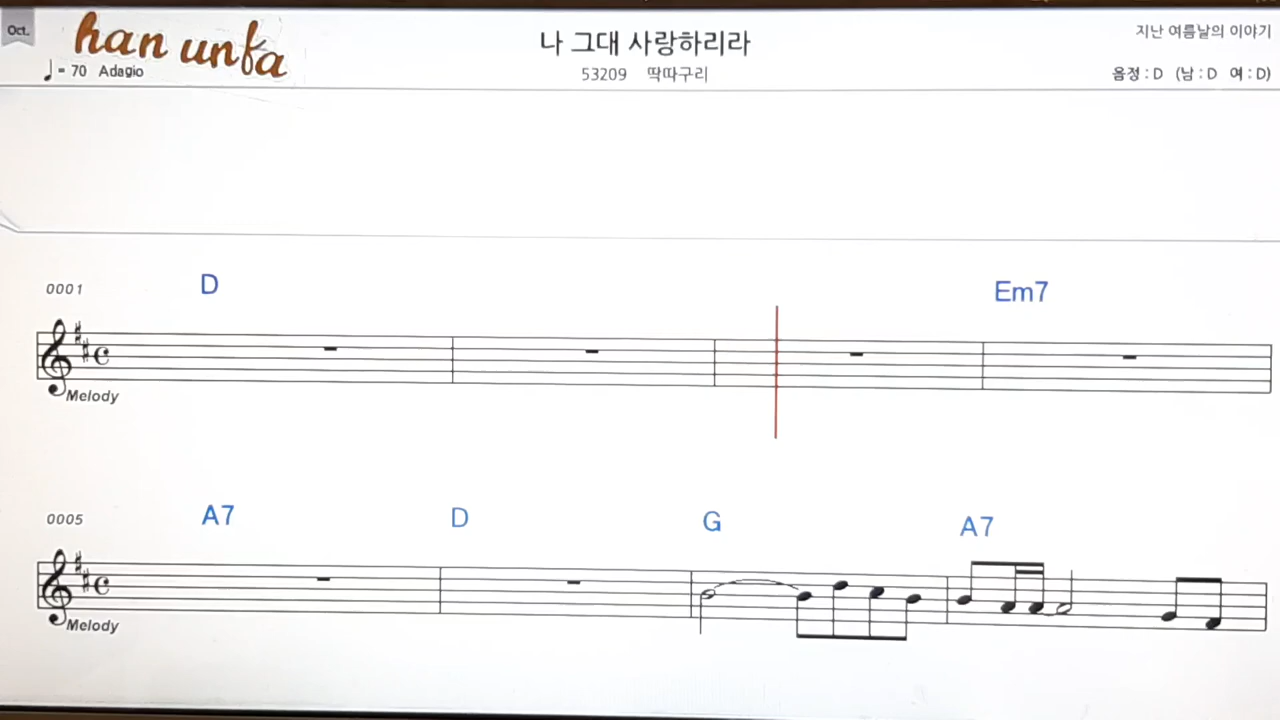 Oct.
han unfa
♩= 70 Adagio
나 그대 사랑하리라
53209 딱따구리
지난 여름날의 이야기
음정 : D (남 : D 여 : D)
0001
D
Em7
Melody
0005
A7
D
G
A7
Melody